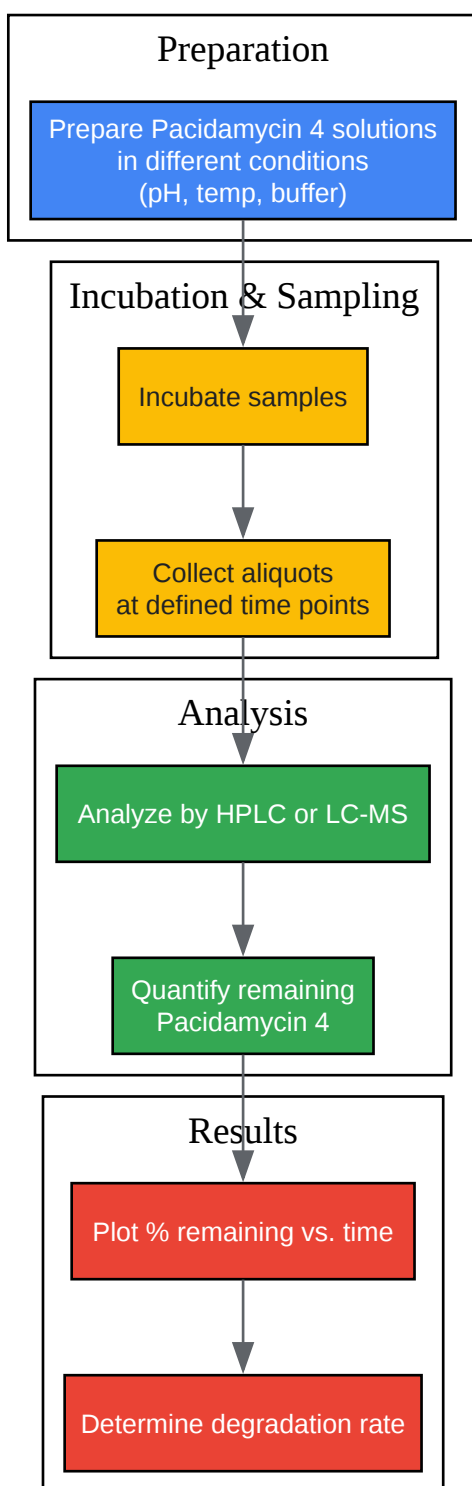 Preparation
Prepare Pacidamycin 4 solutions
in different conditions
(pH, temp, buffer)
Incubation & Sampling
Incubate samples
Collect aliquots
at defined time points
Analysis
Analyze by HPLC or LC-MS
Quantify remaining
Pacidamycin 4
Results
Plot % remaining vs. time
Determine degradation rate